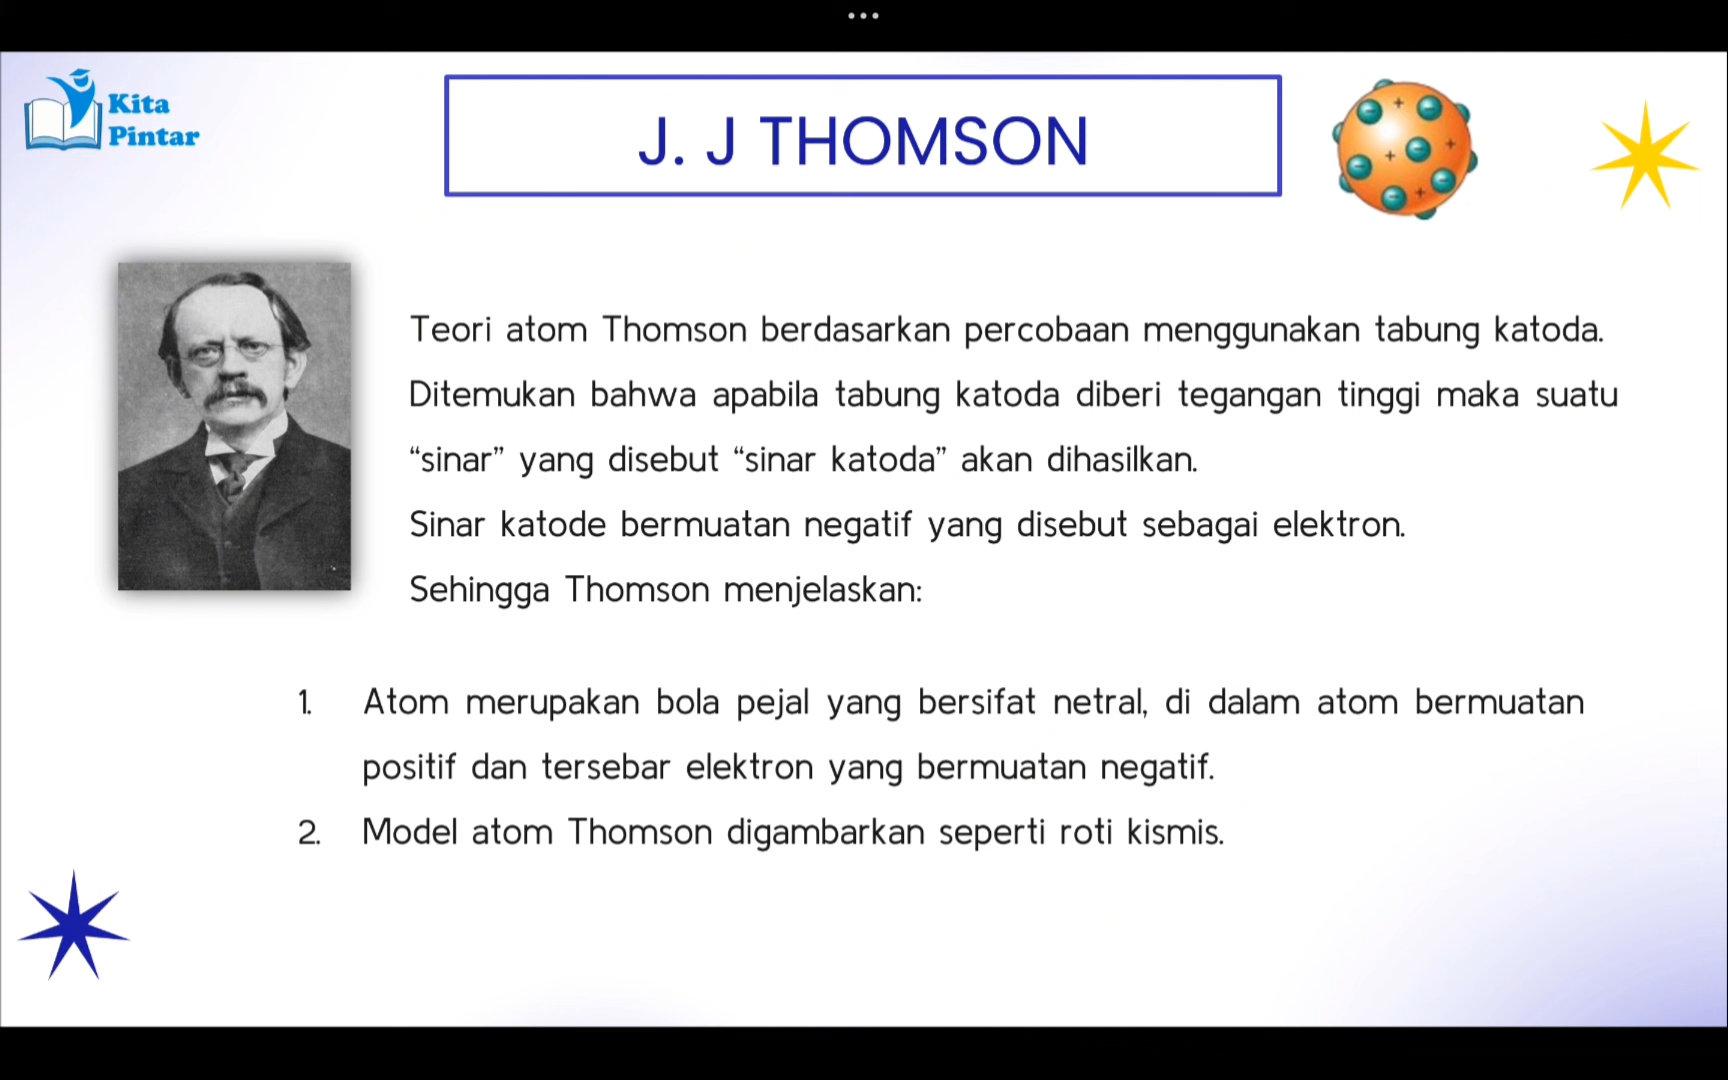 Kita
Pintar
J. J THOMSON
Teori atom Thomson berdasarkan percobaan menggunakan tabung katoda.
Ditemukan bahwa apabila tabung katoda diberi tegangan tinggi maka suatu
“sinar” yang disebut “sinar katoda” akan dihasilkan.
Sinar katode bermuatan negatif yang disebut sebagai elektron.
Sehingga Thomson menjelaskan:
1. Atom merupakan bola pejal yang bersifat netral, di dalam atom bermuatan
positif dan tersebar elektron yang bermuatan negatif.
2. Model atom Thomson digambarkan seperti roti kismis.